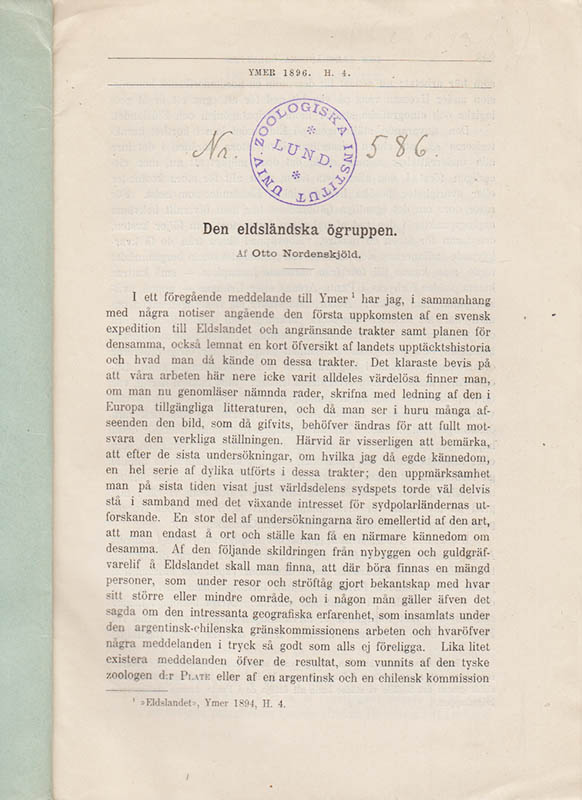 YMER 1896. H. 4.
UNIV. ZOOLOGISKA INSTITUT
LUND.
Nr. 586.
Den eldsländska ögruppen.
Af Otto Nordenskjöld.
I ett föregående meddelande till Ymer ¹ har jag, i sammanhang
med några notiser angående den första uppkomsten af en svensk
expedition till Eldslandet och angränsande trakter samt planen för
densamma, också lemnat en kort öfversikt af landets upptäcktshistoria
och hvad man då kände om dessa trakter. Det klaraste bevis på
att våra arbeten här nere icke varit alldeles värdelösa finner man,
om man nu genomläser nämnda rader, skrifna med ledning af den i
Europa tillgängliga litteraturen, och då man ser i huru många af-
seenden den bild, som då gifvits, behöfver ändras för att fullt mot-
svara den verkliga ställningen. Härvid är visserligen att bemärka,
att efter de sista undersökningar, om hvilka jag då egde kännedom,
en hel serie af dylika utförts i dessa trakter; den uppmärksamhet
man på sista tiden visat just världsdelens sydspets torde väl delvis
stå i samband med det växande intresset för sydpolarländernas ut-
forskande. En stor del af undersökningarna äro emellertid af den art,
att man endast å ort och ställe kan få en närmare kännedom om
desamma. Af den följande skildringen från nybyggen och guldgräf-
varelif å Eldslandet skall man finna, att där böra finnas en mängd
personer, som under resor och ströftåg gjort bekantskap med hvar
sitt större eller mindre område, och i någon mån gäller äfven det
sagda om den intressanta geografiska erfarenhet, som insamlats under
den argentinsk-chilenska gränskommissionens arbeten och hvaröfver
några meddelanden i tryck så godt som alls ej föreligga. Lika litet
existera meddelanden öfver de resultat, som vunnits af den tyske
zoologen d:r PLATE eller af en argentinsk och en chilensk kommission
¹ »Eldslandet», Ymer 1894, H. 4.